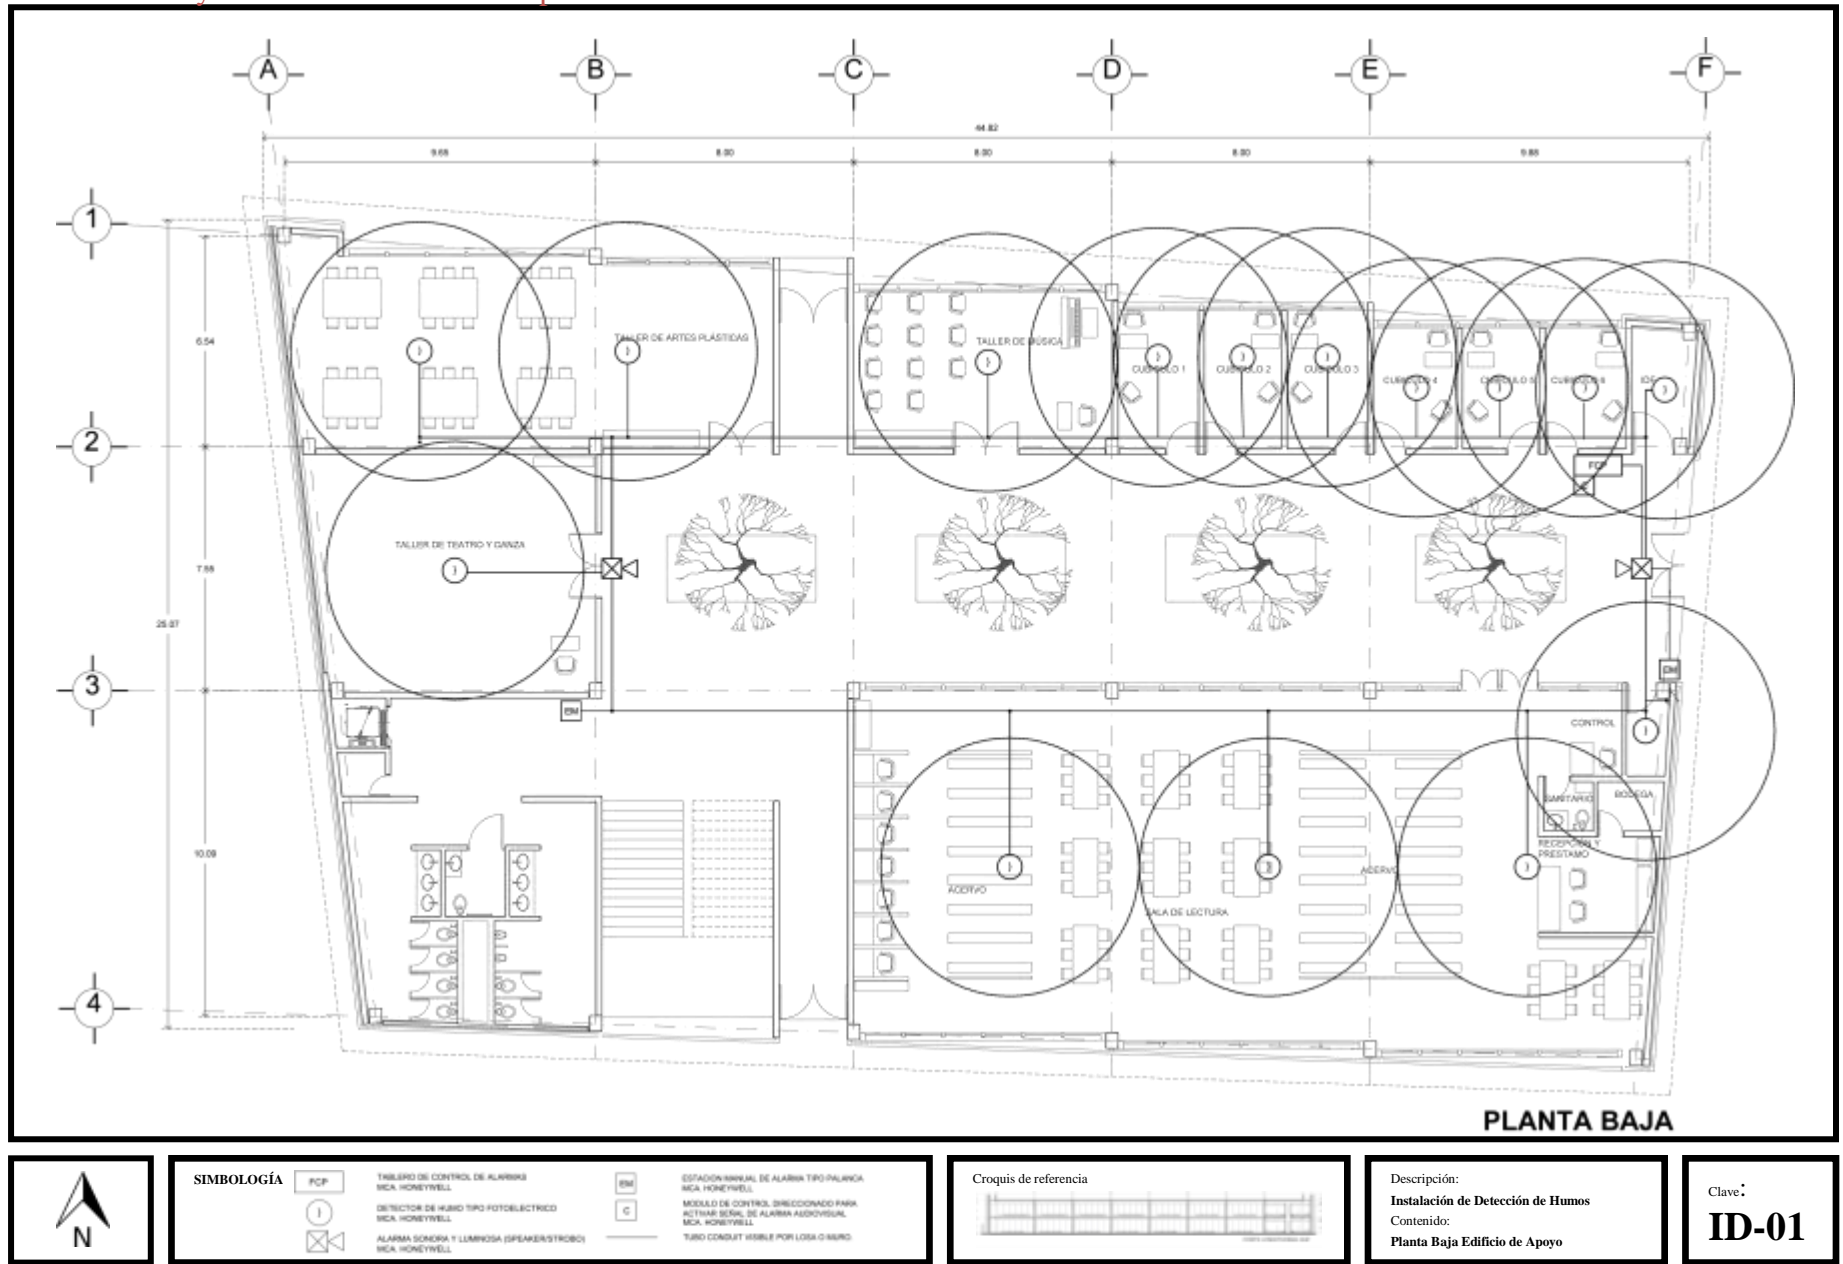 A
B
C
D
E
F
44.82
9.65
8.00
8.00
8.00
9.88
1
2
3
4
6.54
7.55
25.07
10.09
TALLER DE ARTES PLÁSTICAS
TALLER DE MÚSICA
CUBICULO 1
CUBICULO 2
CUBICULO 3
CUBICULO 4
CUBICULO 5
CUBICULO 6
IDF
FCP
TALLER DE TEATRO Y DANZA
EM
EM
CONTROL
SANITARIO
BODEGA
RECEPCIÓN Y
PRESTAMO
ACERVO
ACERVO
SALA DE LECTURA
PLANTA BAJA
N
SIMBOLOGÍA
FCP
TABLERO DE CONTROL DE ALARMAS
MCA. HONEYWELL
DETECTOR DE HUMO TIPO FOTOELECTRICO
MCA. HONEYWELL
ALARMA SONORA Y LUMINOSA (SPEAKER/STROBO)
MCA. HONEYWELL
EM
ESTACION MANUAL DE ALARMA TIPO PALANCA
MCA. HONEYWELL
C
MODULO DE CONTROL DIRECCIONADO PARA
ACTIVAR SEÑAL DE ALARMA AUDIOVISUAL
MCA. HONEYWELL
TUBO CONDUIT VISIBLE POR LOSA O MURO.
Croquis de referencia
Descripción:
Instalación de Detección de Humos
Contenido:
Planta Baja Edificio de Apoyo
Clave:
ID-01